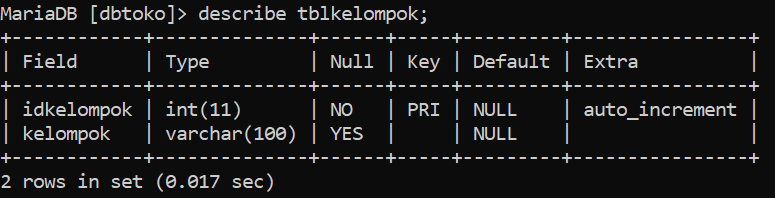 MariaDB [dbtoko]> describe tblkelompok;
+------------+--------------+------+-----+---------+----------------+
| Field      | Type         | Null | Key | Default | Extra          |
+------------+--------------+------+-----+---------+----------------+
| idkelompok | int(11)      | NO   | PRI | NULL    | auto_increment |
| kelompok   | varchar(100) | YES  |     | NULL    |                |
+------------+--------------+------+-----+---------+----------------+
2 rows in set (0.017 sec)